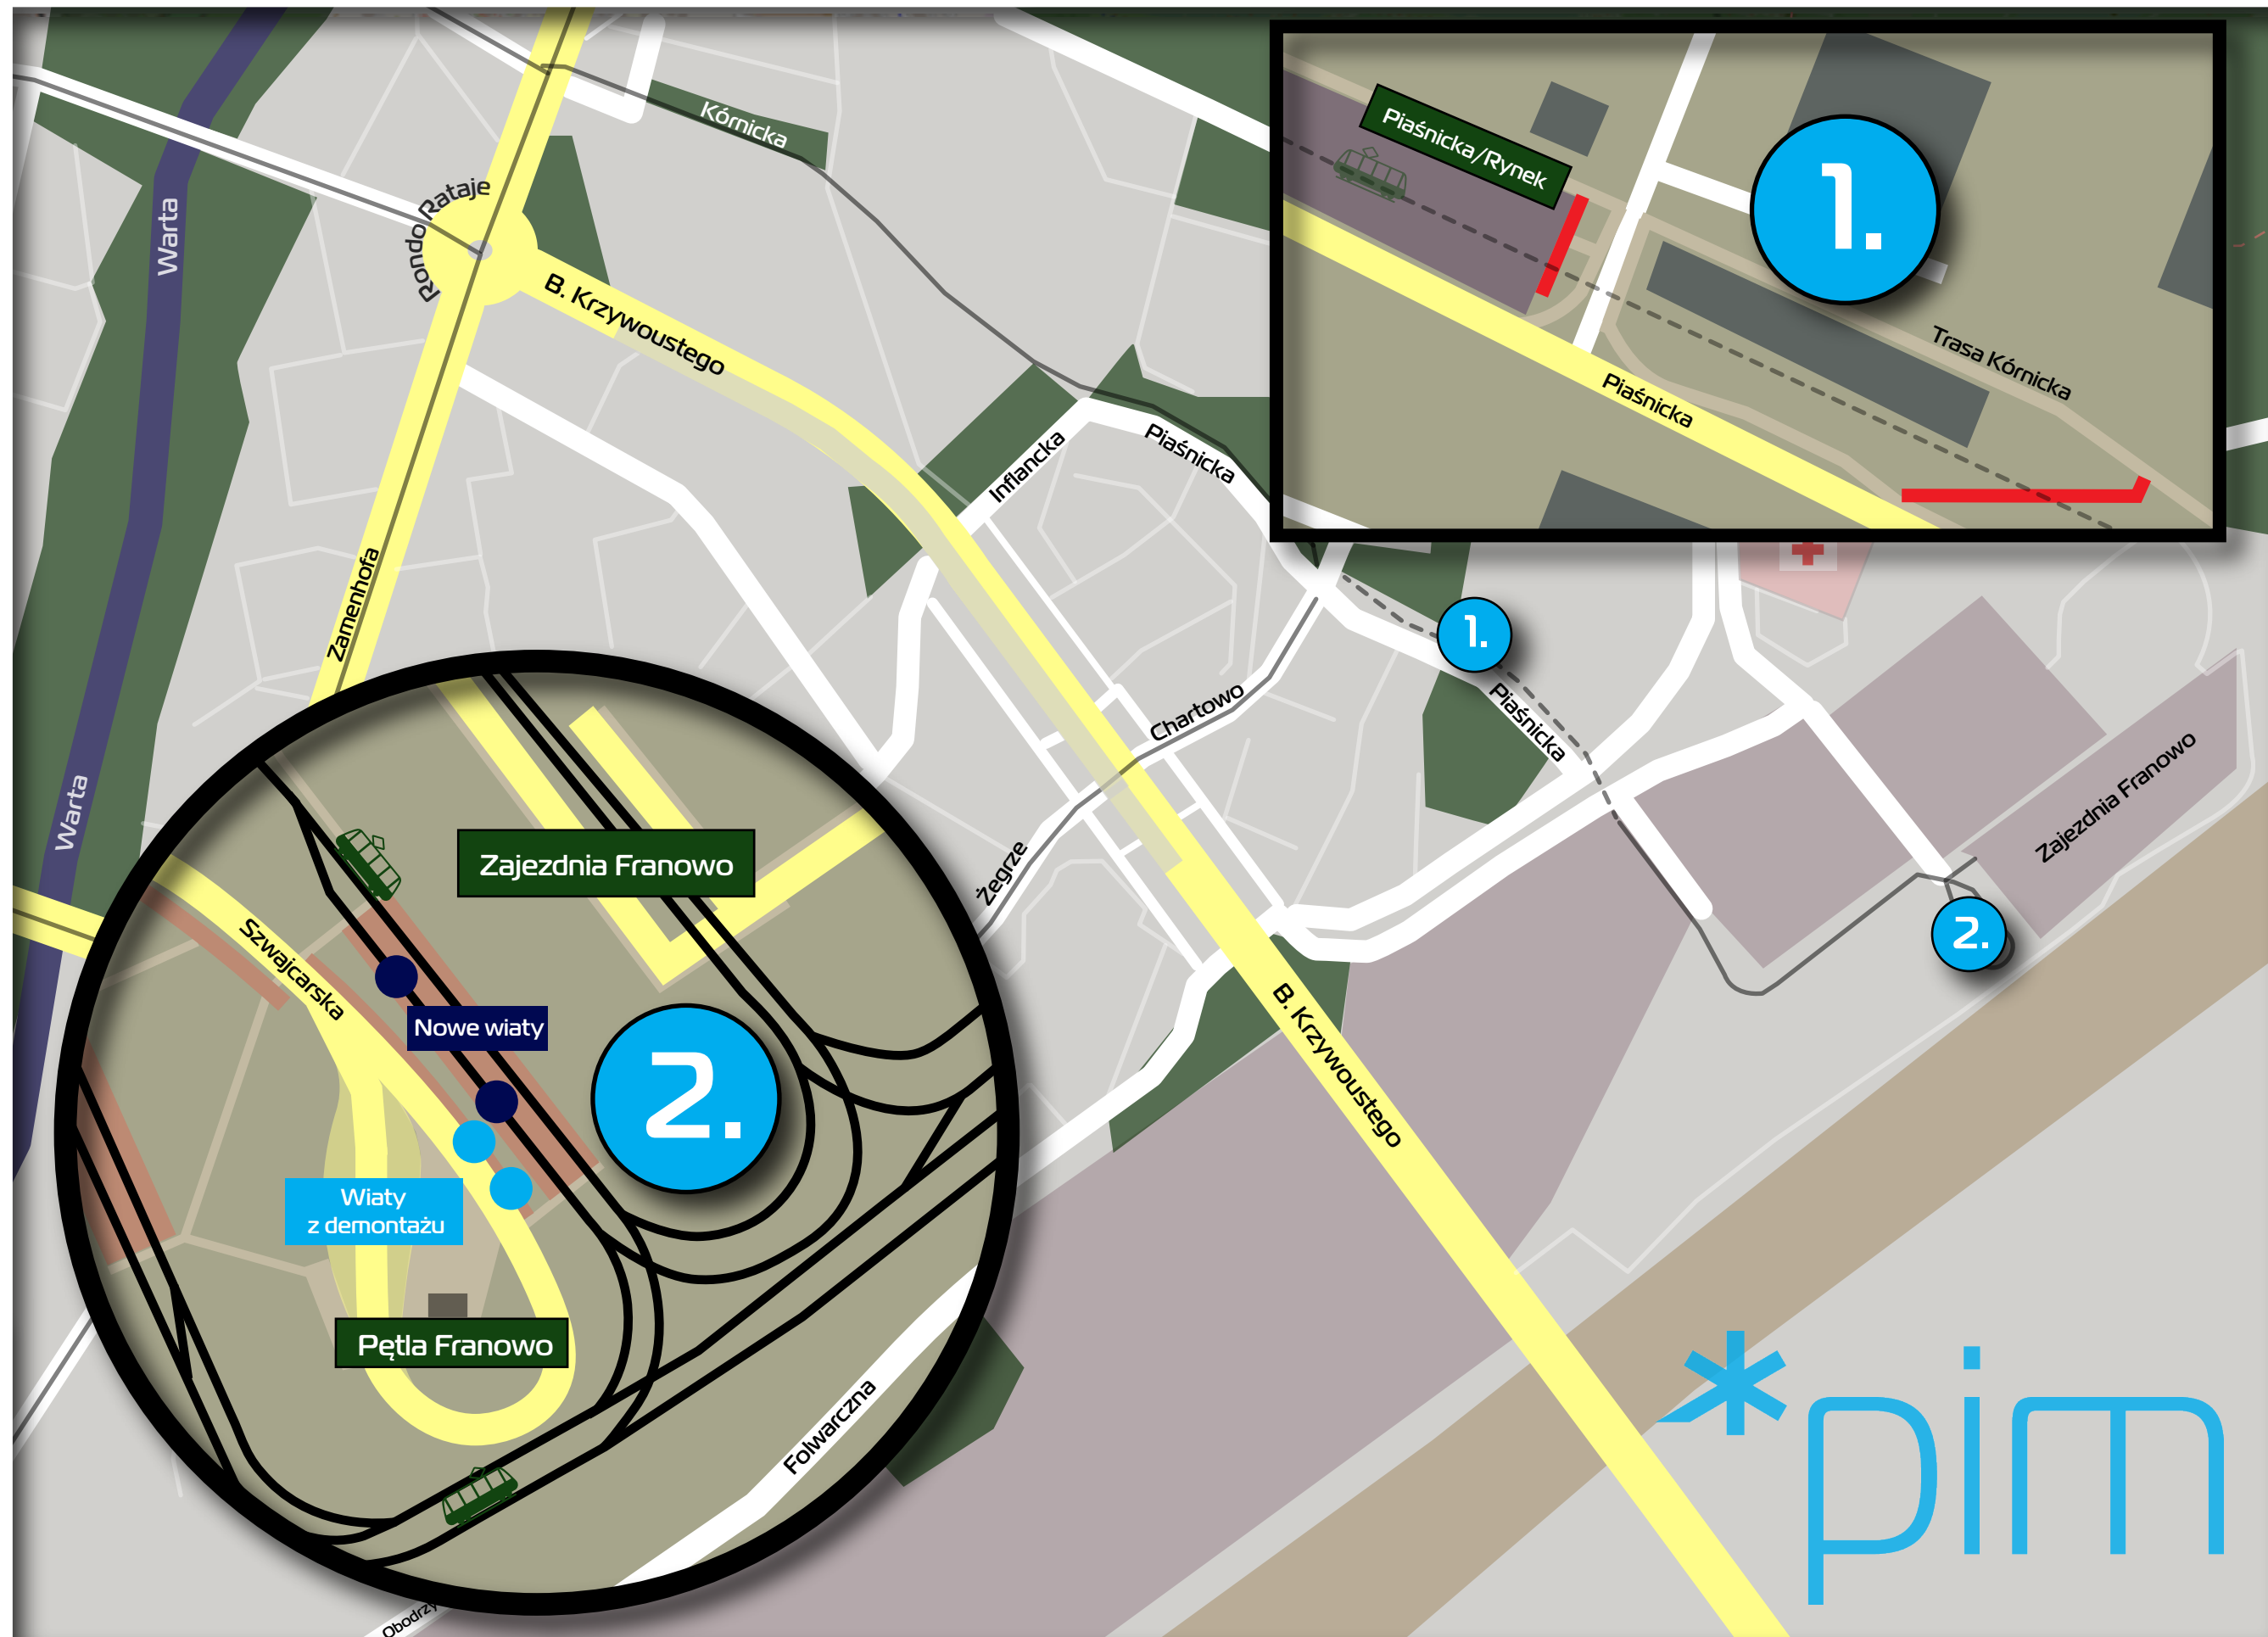 Kórnicka
Rondo Rataje
Warta
B. Krzywoustego
Zamenhofa
Inflancka
Piaśnicka
Piaśnicka/Rynek
1.
Trasa Kórnicka
Piaśnicka
1.
Piaśnicka
Chartowo
Żegrze
Warta
Zajezdnia Franowo
2.
B. Krzywoustego
Zajezdnia Franowo
Szwajcarska
Nowe wiaty
2.
Wiaty
z demontażu
Pętla Franowo
Folwarczna
*pim